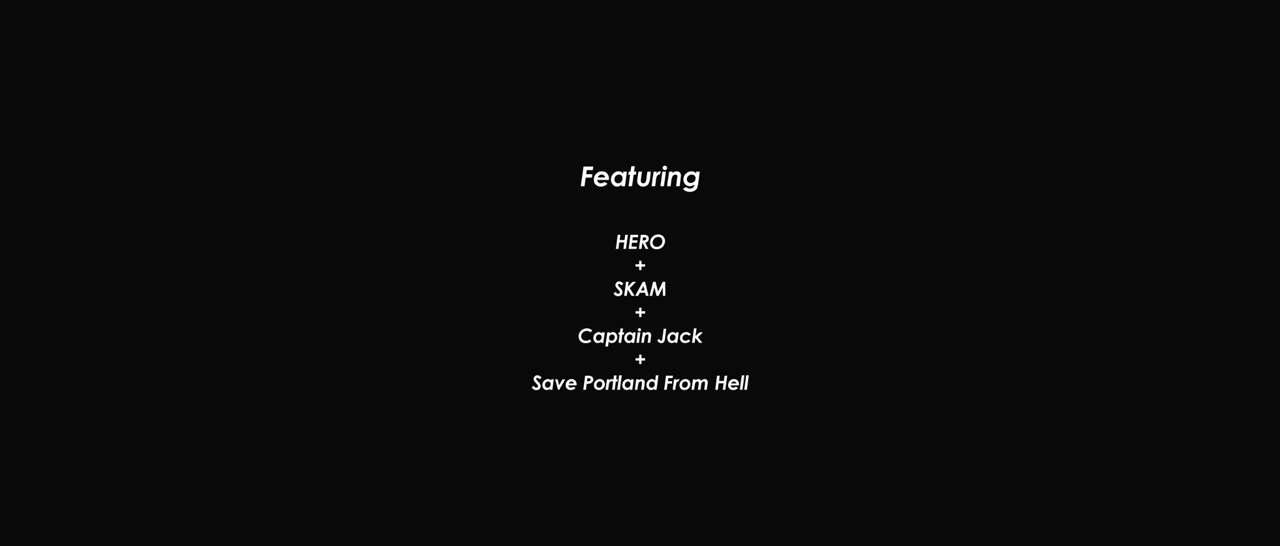 Featuring
HERO
+
SKAM
+
Captain Jack
+
Save Portland From Hell